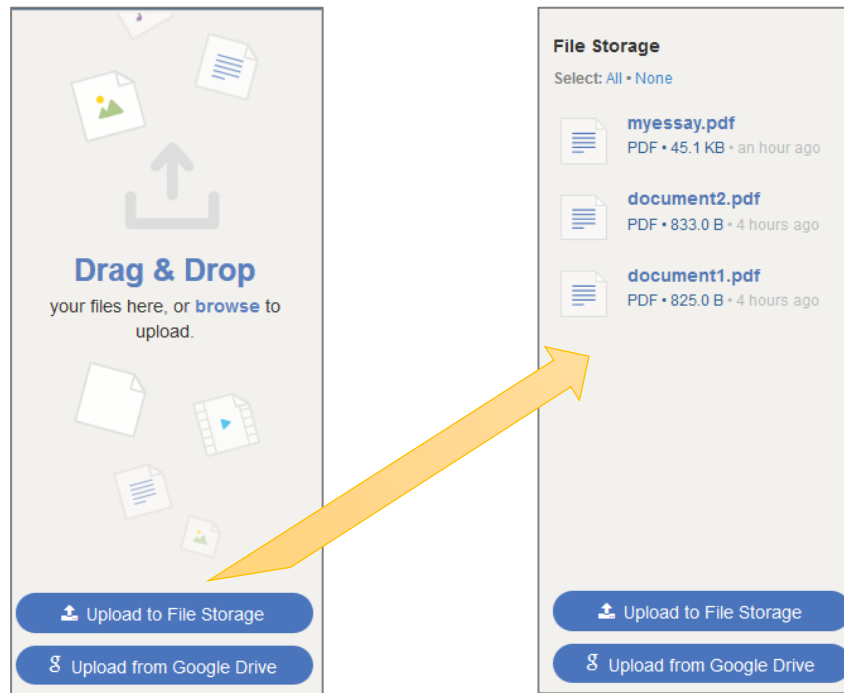 Drag & Drop
your files here, or browse to
upload.
Upload to File Storage
g Upload from Google Drive
File Storage
Select: All • None
myessay.pdf
PDF • 45.1 KB • an hour ago
document2.pdf
PDF • 833.0 B • 4 hours ago
document1.pdf
PDF • 825.0 B • 4 hours ago
Upload to File Storage
g Upload from Google Drive